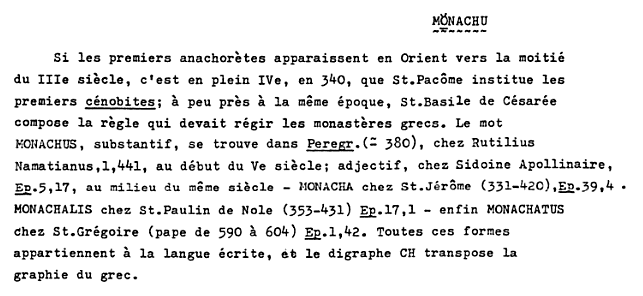 MŎNACHU
Si les premiers anachorètes apparaissent en Orient vers la moitié
du IIIe siècle, c'est en plein IVe, en 340, que St.Pacôme institue les
premiers cénobites; à peu près à la même époque, St.Basile de Césarée
compose la règle qui devait régir les monastères grecs. Le mot
MONACHUS, substantif, se trouve dans Peregr.(≃ 380), chez Rutilius
Namatianus,1,441, au début du Ve siècle; adjectif, chez Sidoine Apollinaire,
Ep.5,17, au milieu du même siècle - MONACHA chez St.Jérôme (331-420),Ep.39,4 .
MONACHALIS chez St.Paulin de Nole (353-431) Ep.17,1 - enfin MONACHATUS
chez St.Grégoire (pape de 590 à 604) Ep.1,42. Toutes ces formes
appartiennent à la langue écrite, et le digraphe CH transpose la
graphie du grec.